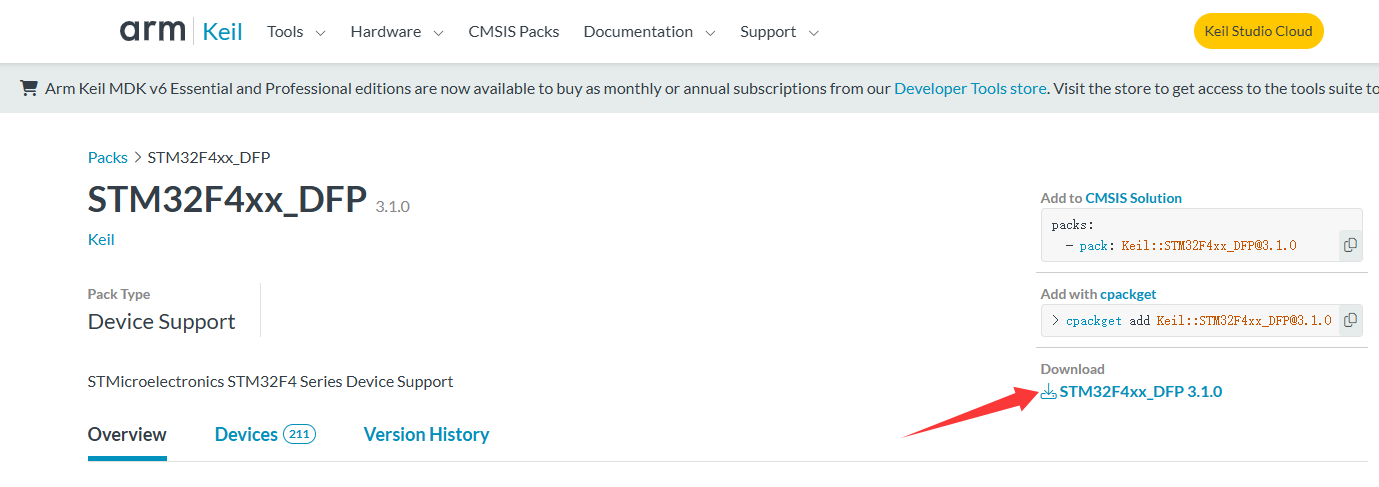 arm Keil Tools Hardware CMSIS Packs Documentation Support Keil Studio Cloud
Arm Keil MDK v6 Essential and Professional editions are now available to buy as monthly or annual subscriptions from our Developer Tools store. Visit the store to get access to the tools suite to
Packs > STM32F4xx_DFP
STM32F4xx_DFP 3.1.0
Keil
Pack Type
Device Support
STMicroelectronics STM32F4 Series Device Support
Overview Devices 211 Version History
Add to CMSIS Solution
packs:
- pack: Keil::STM32F4xx_DFP@3.1.0
Add with cpackget
> cpackget add Keil::STM32F4xx_DFP@3.1.0
Download
STM32F4xx_DFP 3.1.0